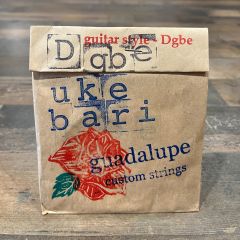 guitar style - Dgbe
Dgbe
uke
bari
guadalupe
custom strings